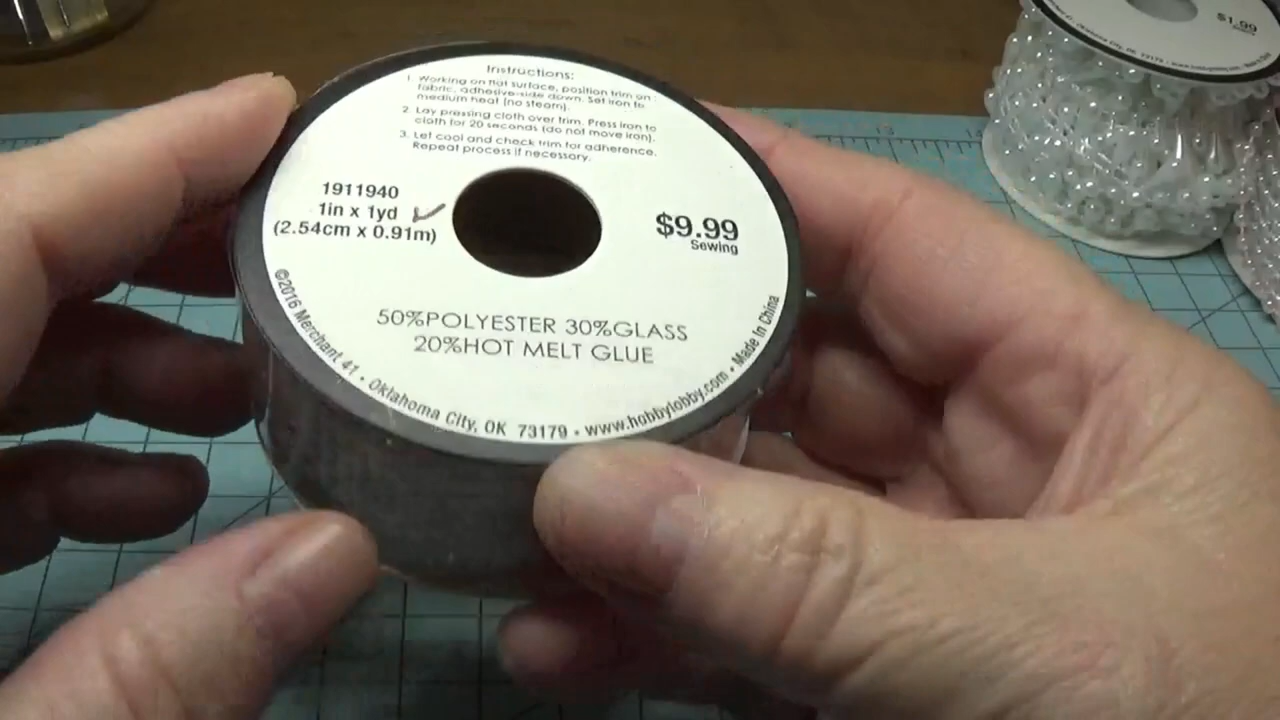 Instructions:
1. Working on flat surface, position trim on
fabric, adhesive-side down. Set iron to
medium heat (no steam).
2. Lay pressing cloth over trim. Press iron to
cloth for 20 seconds (do not move iron).
3. Let cool and check trim for adherence.
Repeat process if necessary.
1911940
1in x 1yd
(2.54cm x 0.91m)
$9.99
Sewing
50%POLYESTER 30%GLASS
20%HOT MELT GLUE
©2016 Merchant 41 • Oklahoma City, OK 73179 • www.hobbylobby.com • Made in China
$1.99